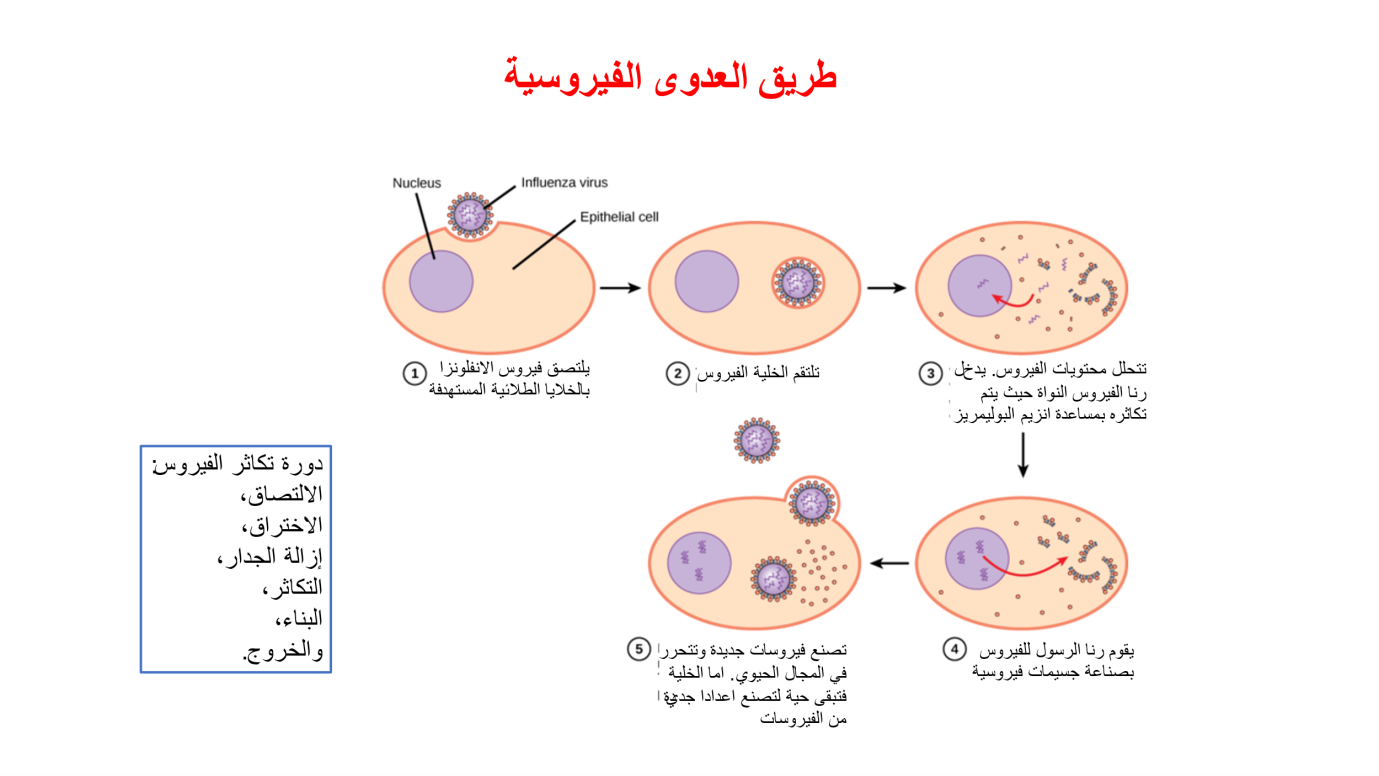 طريق العدوى الفيروسية
Nucleus
Influenza virus
Epithelial cell
1
يلتصق فيروس الانفلونزا
بالخلايا الطلائية المستهدفة
2
تلتقم الخلية الفيروس
3
تتحلل محتويات الفيروس. يدخل
رنا الفيروس النواة حيث يتم
تكاثره بمساعدة انزيم البوليمريز
4
يقوم رنا الرسول للفيروس
بصناعة جسيمات فيروسية
5
تصنع فيروسات جديدة وتتحرر
في المجال الحيوي. اما الخلية
فتبقى حية لتصنع اعدادا جديدة
من الفيروسات
دورة تكاثر الفيروس:
الالتصاق،
الاختراق،
إزالة الجدار،
التكاثر،
البناء،
والخروج.